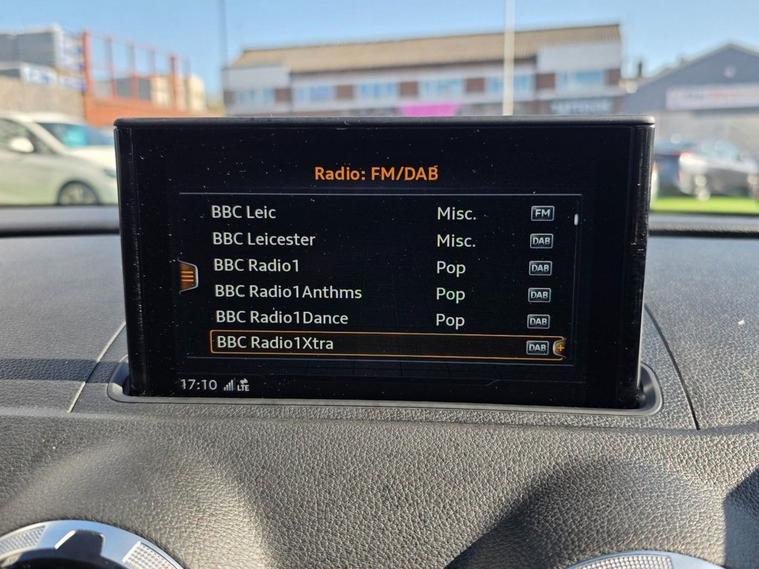 Radio: FM/DAB
BBC Leic Misc. FM
BBC Leicester Misc. DAB
BBC Radio1 Pop DAB
BBC Radio1Anthms Pop DAB
BBC Radio1Dance Pop DAB
BBC Radio1Xtra DAB
17:10 LTE